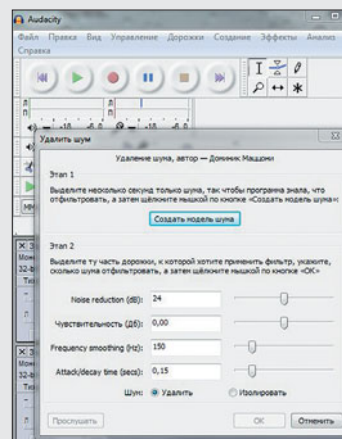 Audacity
Файл Правка Вид Управление Дорожки Создание Эффекты Анализ
Справка
Л
П
Удалить шум
Удаление шума, автор — Доминик Маццони
Этап 1
Выделите несколько секунд только шума, так чтобы программа знала, что
отфильтровать, а затем щёлкните мышкой по кнопке «Создать модель шума»:
Создать модель шума
Этап 2
Выделите ту часть дорожки, к которой хотите применить фильтр, укажите,
сколько шума отфильтровать, а затем щёлкните мышкой по кнопке «OK»
Noise reduction (dB): 24
Чувствительность (Дб): 0,00
Frequency smoothing (Hz): 150
Attack/decay time (secs): 0,15
Шум: Удалить Изолировать
Прослушать OK Отменить